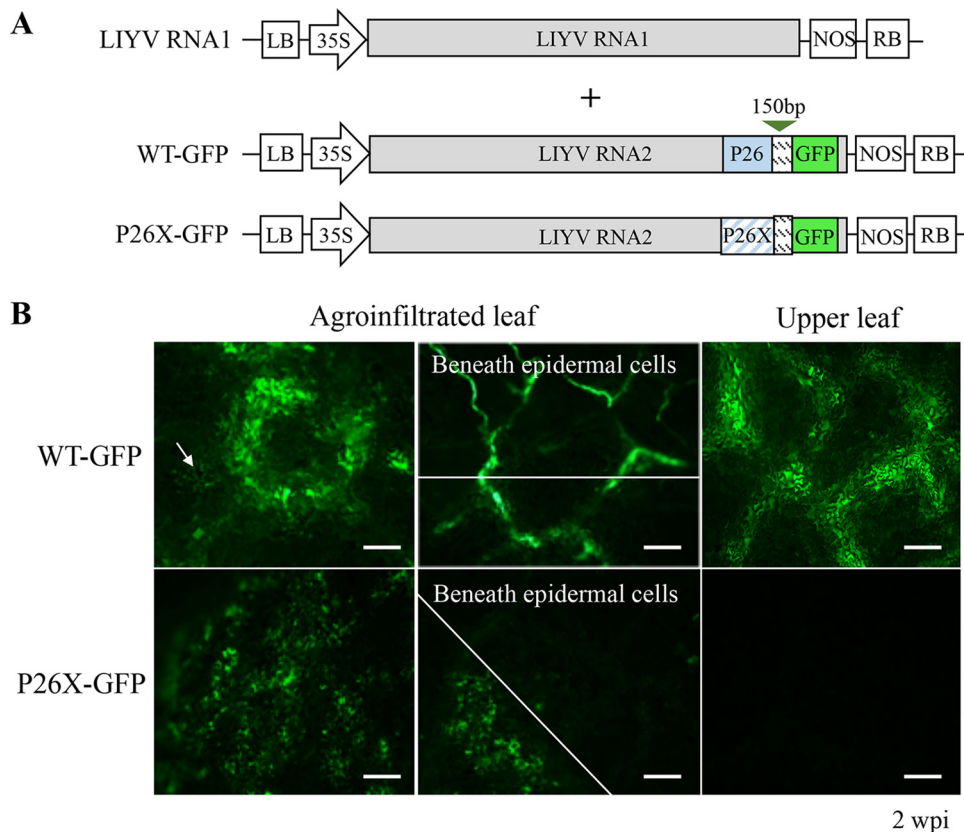 A
LIYV RNA1 LB 35S LIYV RNA1 NOS RB
+
150bp
WT-GFP LB 35S LIYV RNA2 P26 GFP NOS RB
P26X-GFP LB 35S LIYV RNA2 P26X GFP NOS RB
B
Agroinfiltrated leaf Upper leaf
Beneath epidermal cells
WT-GFP
Beneath epidermal cells
P26X-GFP
2 wpi